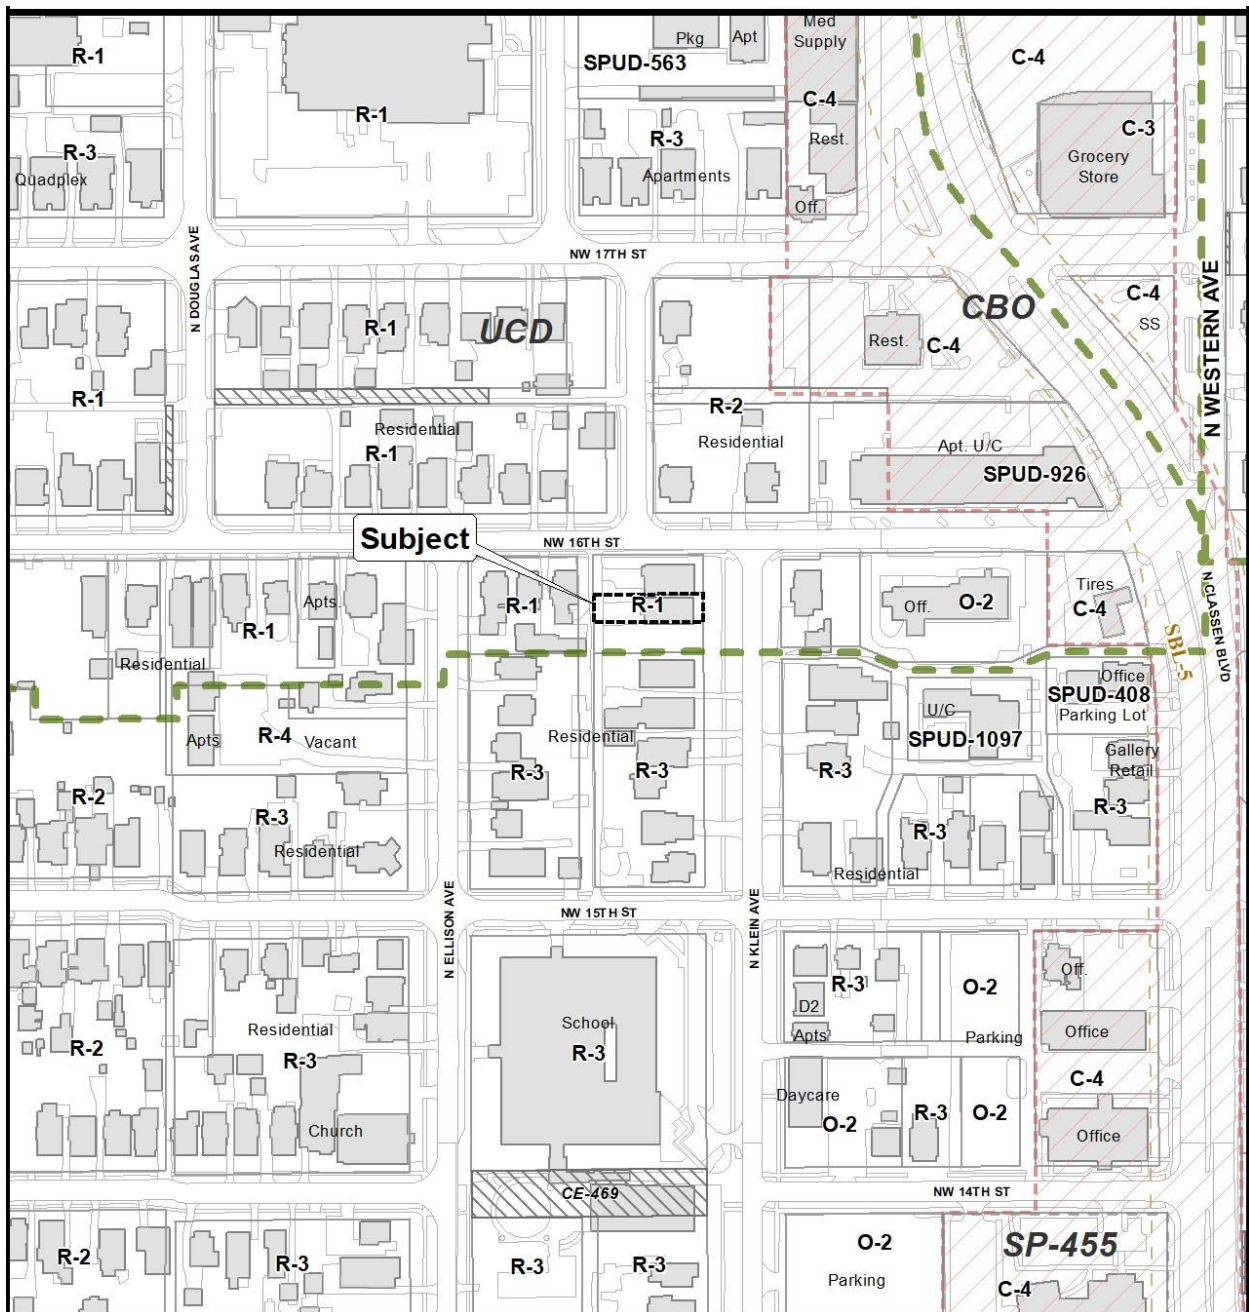 Med
Supply
Pkg
Apt
R-1
SPUD-563
C-4
C-4
R-1
C-3
R-3
R-3
Rest.
Quadplex
Apartments
Grocery
Store
Off.
N DOUGLAS AVE
NW 17TH ST
N WESTERN AVE
R-1
UCD
CBO
C-4
SS
Rest.
C-4
R-1
R-2
Residential
R-1
Residential
Apt. U/C
SPUD-926
Subject
NW 16TH ST
N CLASSEN BLVD
Apts.
R-1
R-1
R-1
Off.
O-2
Tires
C-4
Residential
SBL-5
Office
SPUD-408
Parking Lot
U/C
Apts
R-4
Vacant
Residential
SPUD-1097
Gallery
Retail
R-2
R-3
R-3
R-3
R-3
R-3
R-3
Residential
Residential
N ELLISON AVE
NW 15TH ST
N KLEIN AVE
Off.
R-3
O-2
D2
Apts
Parking
School
R-3
Residential
R-3
R-2
Office
C-4
Daycare
O-2
R-3
O-2
Church
Office
CE-469
NW 14TH ST
R-2
R-3
R-3
R-3
O-2
Parking
SP-455
C-4